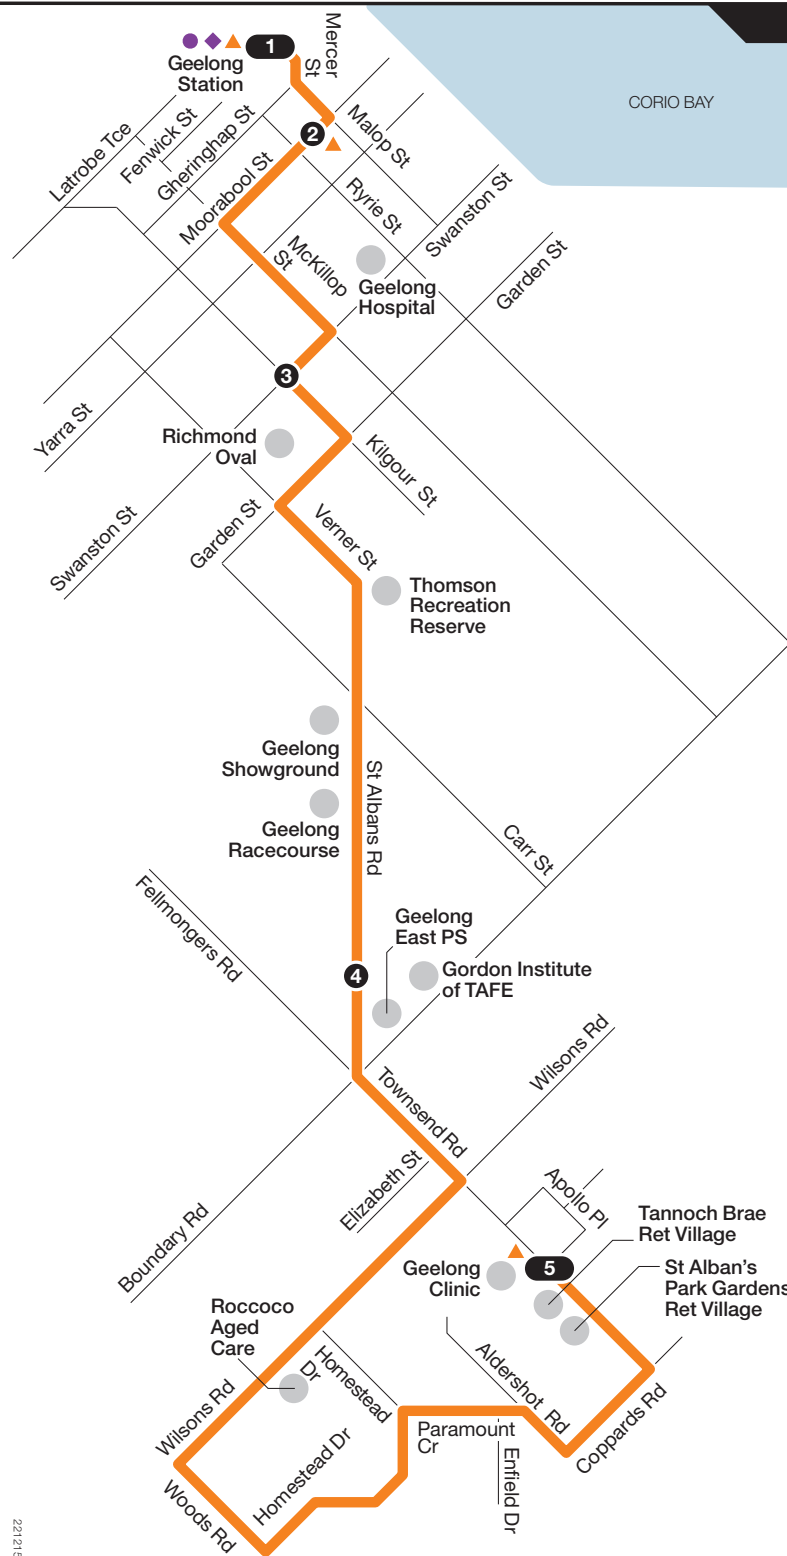 Mercer
St
1
Geelong
Station
CORIO BAY
Latrobe Tce
Fenwick St
Gheringhap St
2
Malop St
Moorabool St
Ryrie St
Swanston St
McKillop
St
Geelong
Hospital
Garden St
3
Yarra St
Richmond
Oval
Kilgour St
Swanston St
Garden St
Verner St
Thomson
Recreation
Reserve
Geelong
Showground
St Albans Rd
Geelong
Racecourse
Carr St
Fellmongers Rd
Geelong
East PS
4
Gordon Institute
of TAFE
Wilsons Rd
Townsend Rd
Elizabeth St
Apollo Pl
Boundary Rd
Tannoch Brae
Ret Village
Geelong
Clinic
5
St Alban's
Park Gardens
Ret Village
Roccoco
Aged
Care
Homestead
Dr
Aldershot Rd
Wilsons Rd
Coppards Rd
Paramount
Cr
Homestead Dr
Enfield Dr
Woods Rd
221215